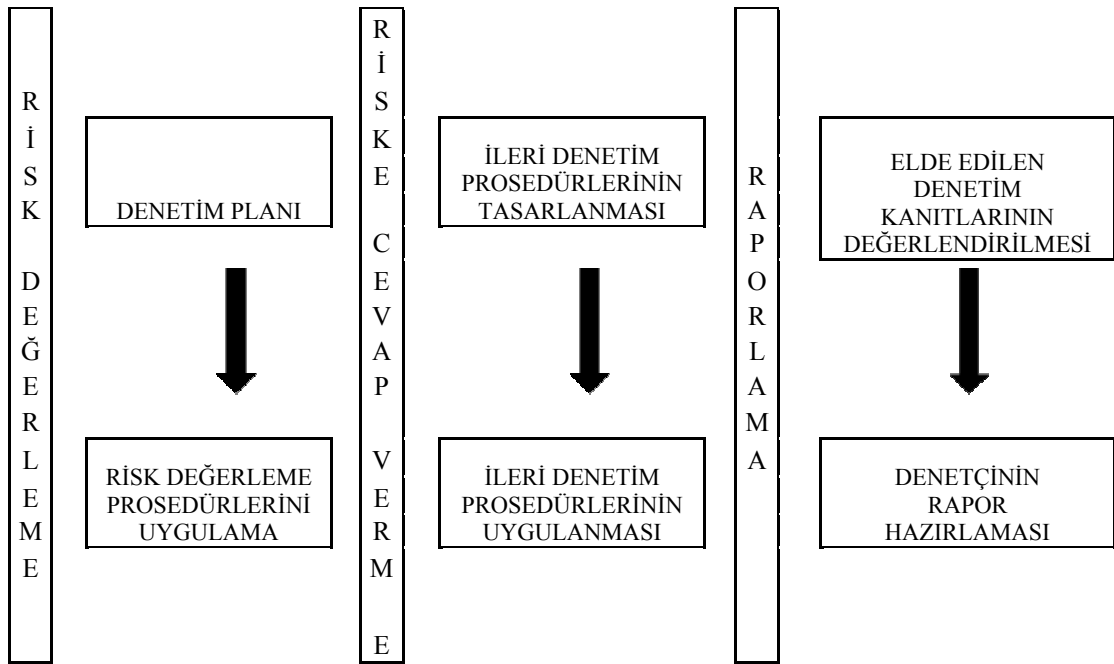 RİSK DEĞERLEME
DENETİM PLANI
RİSK DEĞERLEME
PROSEDÜRLERİNİ
UYGULAMA
RİSKE CEVAP VERM E
İLERİ DENETİM
PROSEDÜRLERİNİN
TASARLANMASI
İLERİ DENETİM
PROSEDÜRLERİNİN
UYGULANMASI
RAPORLAMA
ELDE EDİLEN
DENETİM
KANITLARININ
DEĞERLENDİRİLMESİ
DENETÇİNİN
RAPOR
HAZIRLAMASI